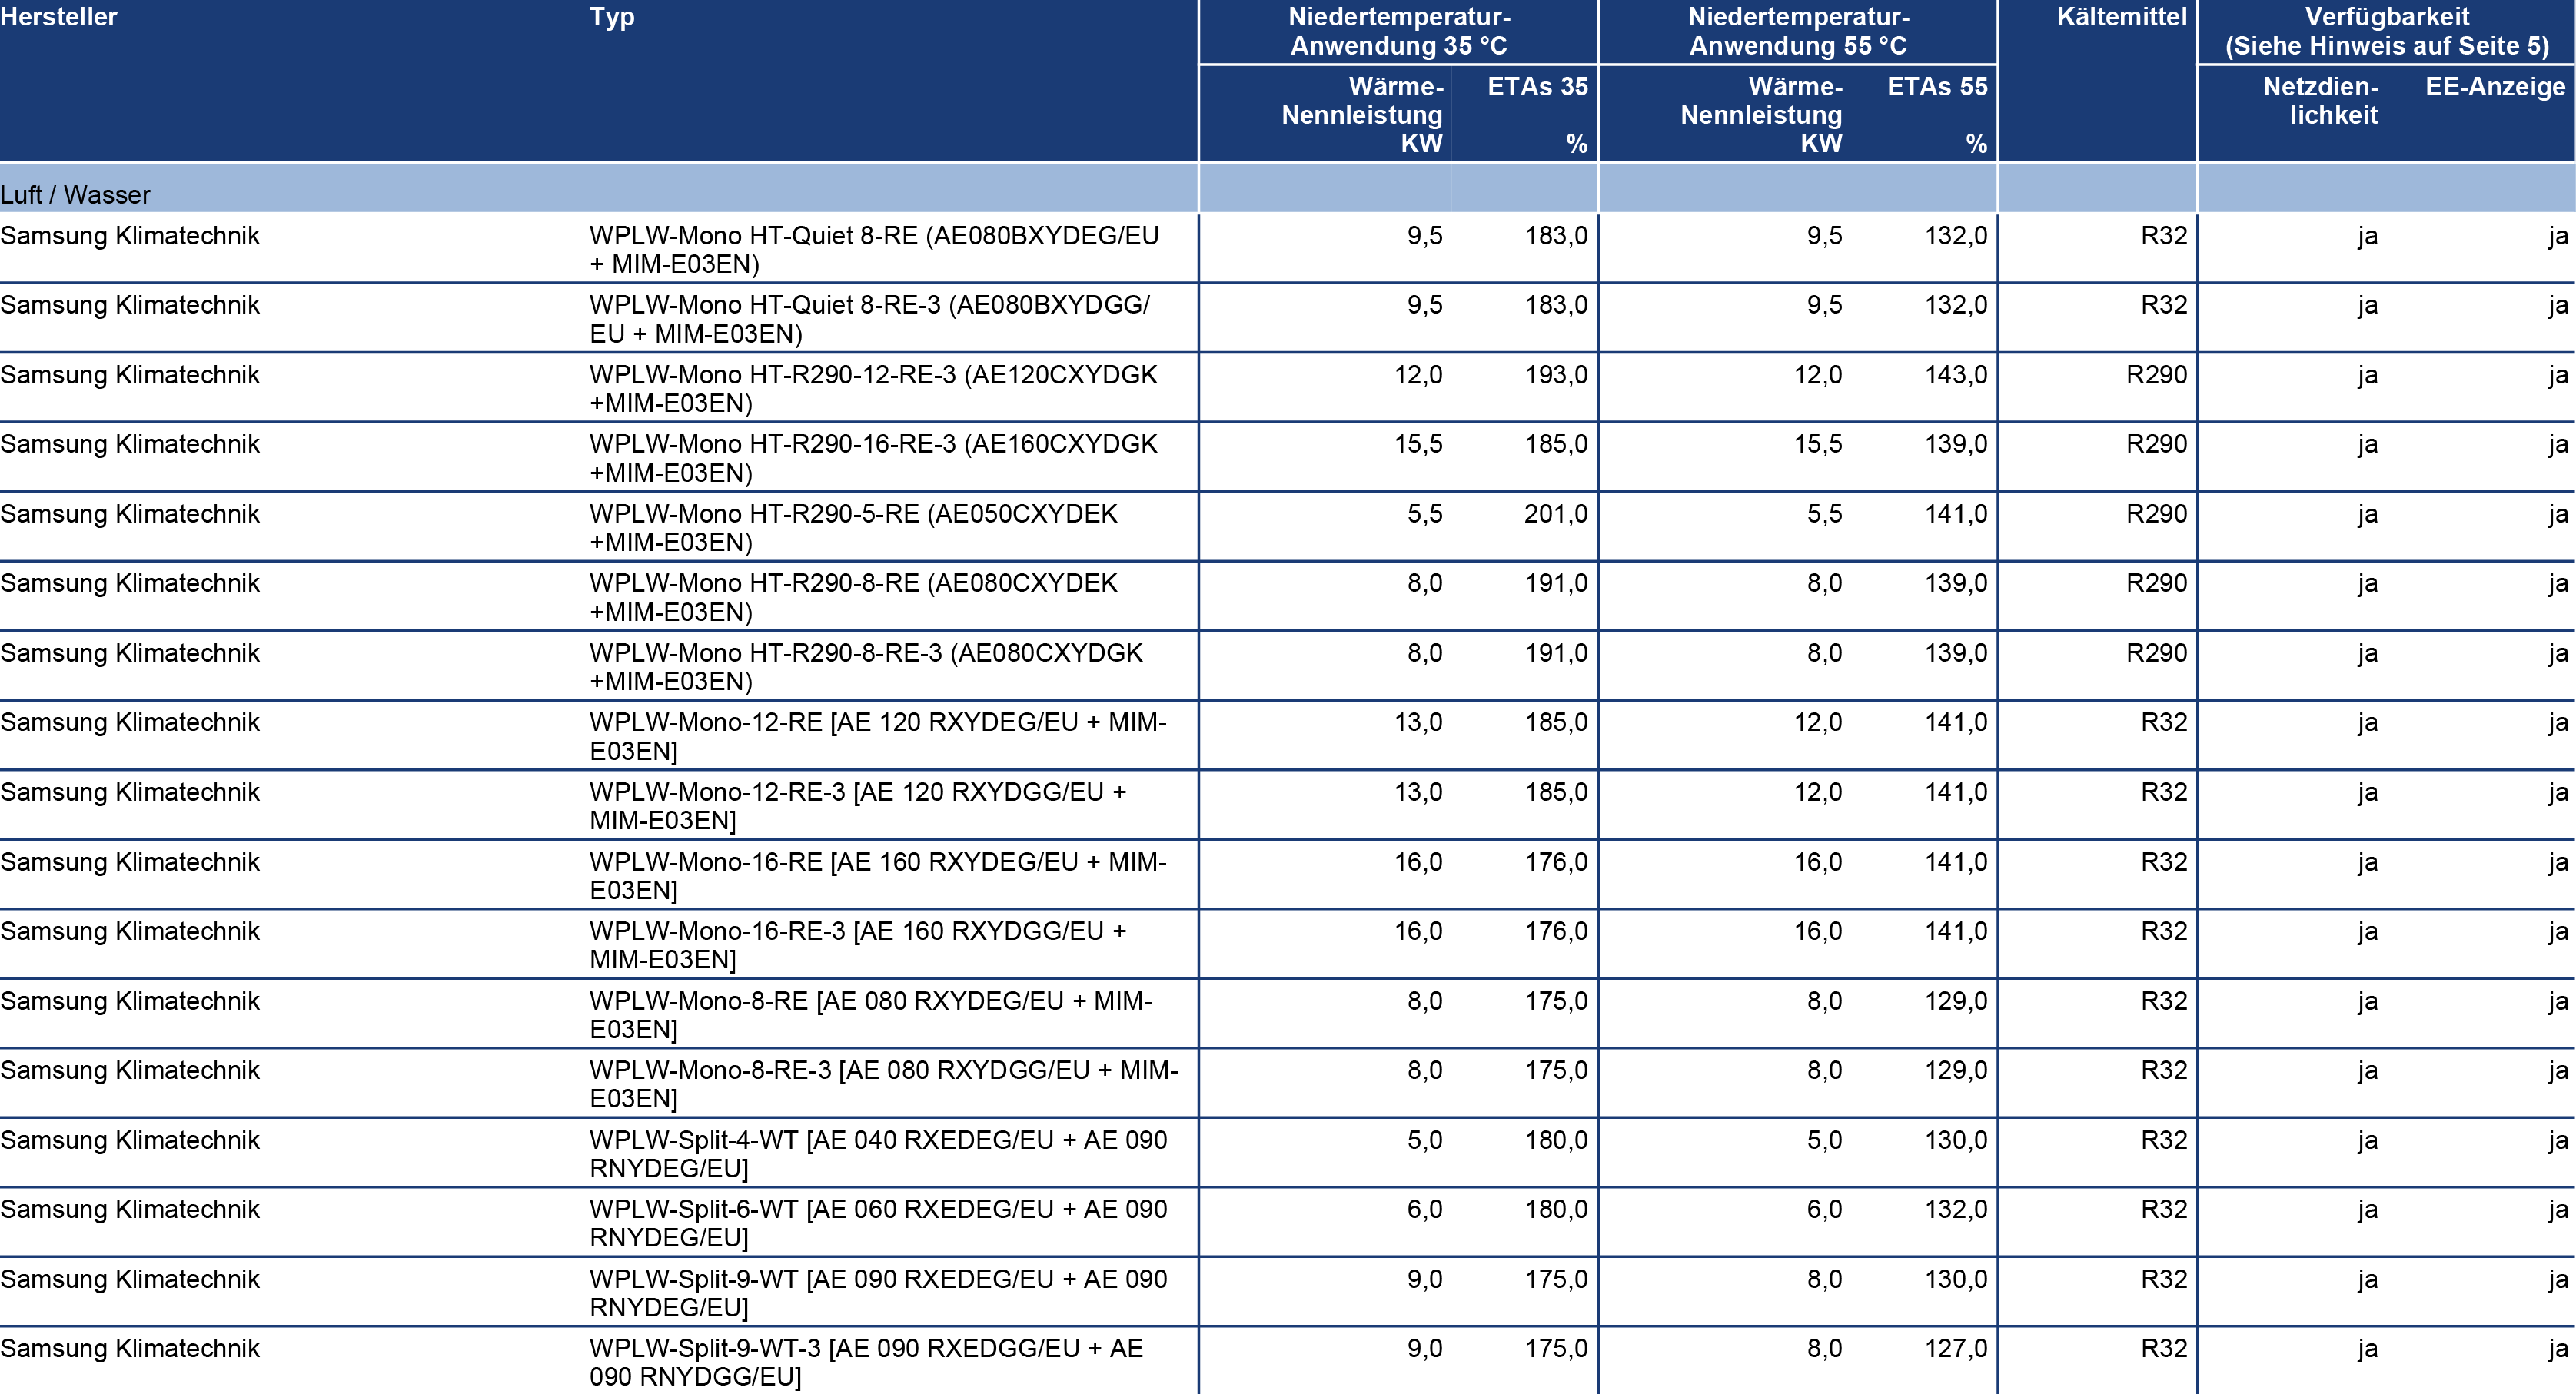 Hersteller Typ Niedertemperatur- Niedertemperatur- Kältemittel Verfügbarkeit
Anwendung 35 °C Anwendung 55 °C (Siehe Hinweis auf Seite 5)
Wärme- ETAs 35 Wärme- ETAs 55 Netzdien- EE-Anzeige
Nennleistung Nennleistung lichkeit
KW % KW %
Luft / Wasser
Samsung Klimatechnik WPLW-Mono HT-Quiet 8-RE (AE080BXYDEG/EU 9,5 183,0 9,5 132,0 R32 ja ja
+ MIM-E03EN)
Samsung Klimatechnik WPLW-Mono HT-Quiet 8-RE-3 (AE080BXYDGG/ 9,5 183,0 9,5 132,0 R32 ja ja
EU + MIM-E03EN)
Samsung Klimatechnik WPLW-Mono HT-R290-12-RE-3 (AE120CXYDGK 12,0 193,0 12,0 143,0 R290 ja ja
+MIM-E03EN)
Samsung Klimatechnik WPLW-Mono HT-R290-16-RE-3 (AE160CXYDGK 15,5 185,0 15,5 139,0 R290 ja ja
+MIM-E03EN)
Samsung Klimatechnik WPLW-Mono HT-R290-5-RE (AE050CXYDEK 5,5 201,0 5,5 141,0 R290 ja ja
+MIM-E03EN)
Samsung Klimatechnik WPLW-Mono HT-R290-8-RE (AE080CXYDEK 8,0 191,0 8,0 139,0 R290 ja ja
+MIM-E03EN)
Samsung Klimatechnik WPLW-Mono HT-R290-8-RE-3 (AE080CXYDGK 8,0 191,0 8,0 139,0 R290 ja ja
+MIM-E03EN)
Samsung Klimatechnik WPLW-Mono-12-RE [AE 120 RXYDEG/EU + MIM- 13,0 185,0 12,0 141,0 R32 ja ja
E03EN]
Samsung Klimatechnik WPLW-Mono-12-RE-3 [AE 120 RXYDGG/EU + 13,0 185,0 12,0 141,0 R32 ja ja
MIM-E03EN]
Samsung Klimatechnik WPLW-Mono-16-RE [AE 160 RXYDEG/EU + MIM- 16,0 176,0 16,0 141,0 R32 ja ja
E03EN]
Samsung Klimatechnik WPLW-Mono-16-RE-3 [AE 160 RXYDGG/EU + 16,0 176,0 16,0 141,0 R32 ja ja
MIM-E03EN]
Samsung Klimatechnik WPLW-Mono-8-RE [AE 080 RXYDEG/EU + MIM- 8,0 175,0 8,0 129,0 R32 ja ja
E03EN]
Samsung Klimatechnik WPLW-Mono-8-RE-3 [AE 080 RXYDGG/EU + MIM- 8,0 175,0 8,0 129,0 R32 ja ja
E03EN]
Samsung Klimatechnik WPLW-Split-4-WT [AE 040 RXEDEG/EU + AE 090 5,0 180,0 5,0 130,0 R32 ja ja
RNYDEG/EU]
Samsung Klimatechnik WPLW-Split-6-WT [AE 060 RXEDEG/EU + AE 090 6,0 180,0 6,0 132,0 R32 ja ja
RNYDEG/EU]
Samsung Klimatechnik WPLW-Split-9-WT [AE 090 RXEDEG/EU + AE 090 9,0 175,0 8,0 130,0 R32 ja ja
RNYDEG/EU]
Samsung Klimatechnik WPLW-Split-9-WT-3 [AE 090 RXEDGG/EU + AE 9,0 175,0 8,0 127,0 R32 ja ja
090 RNYDGG/EU]